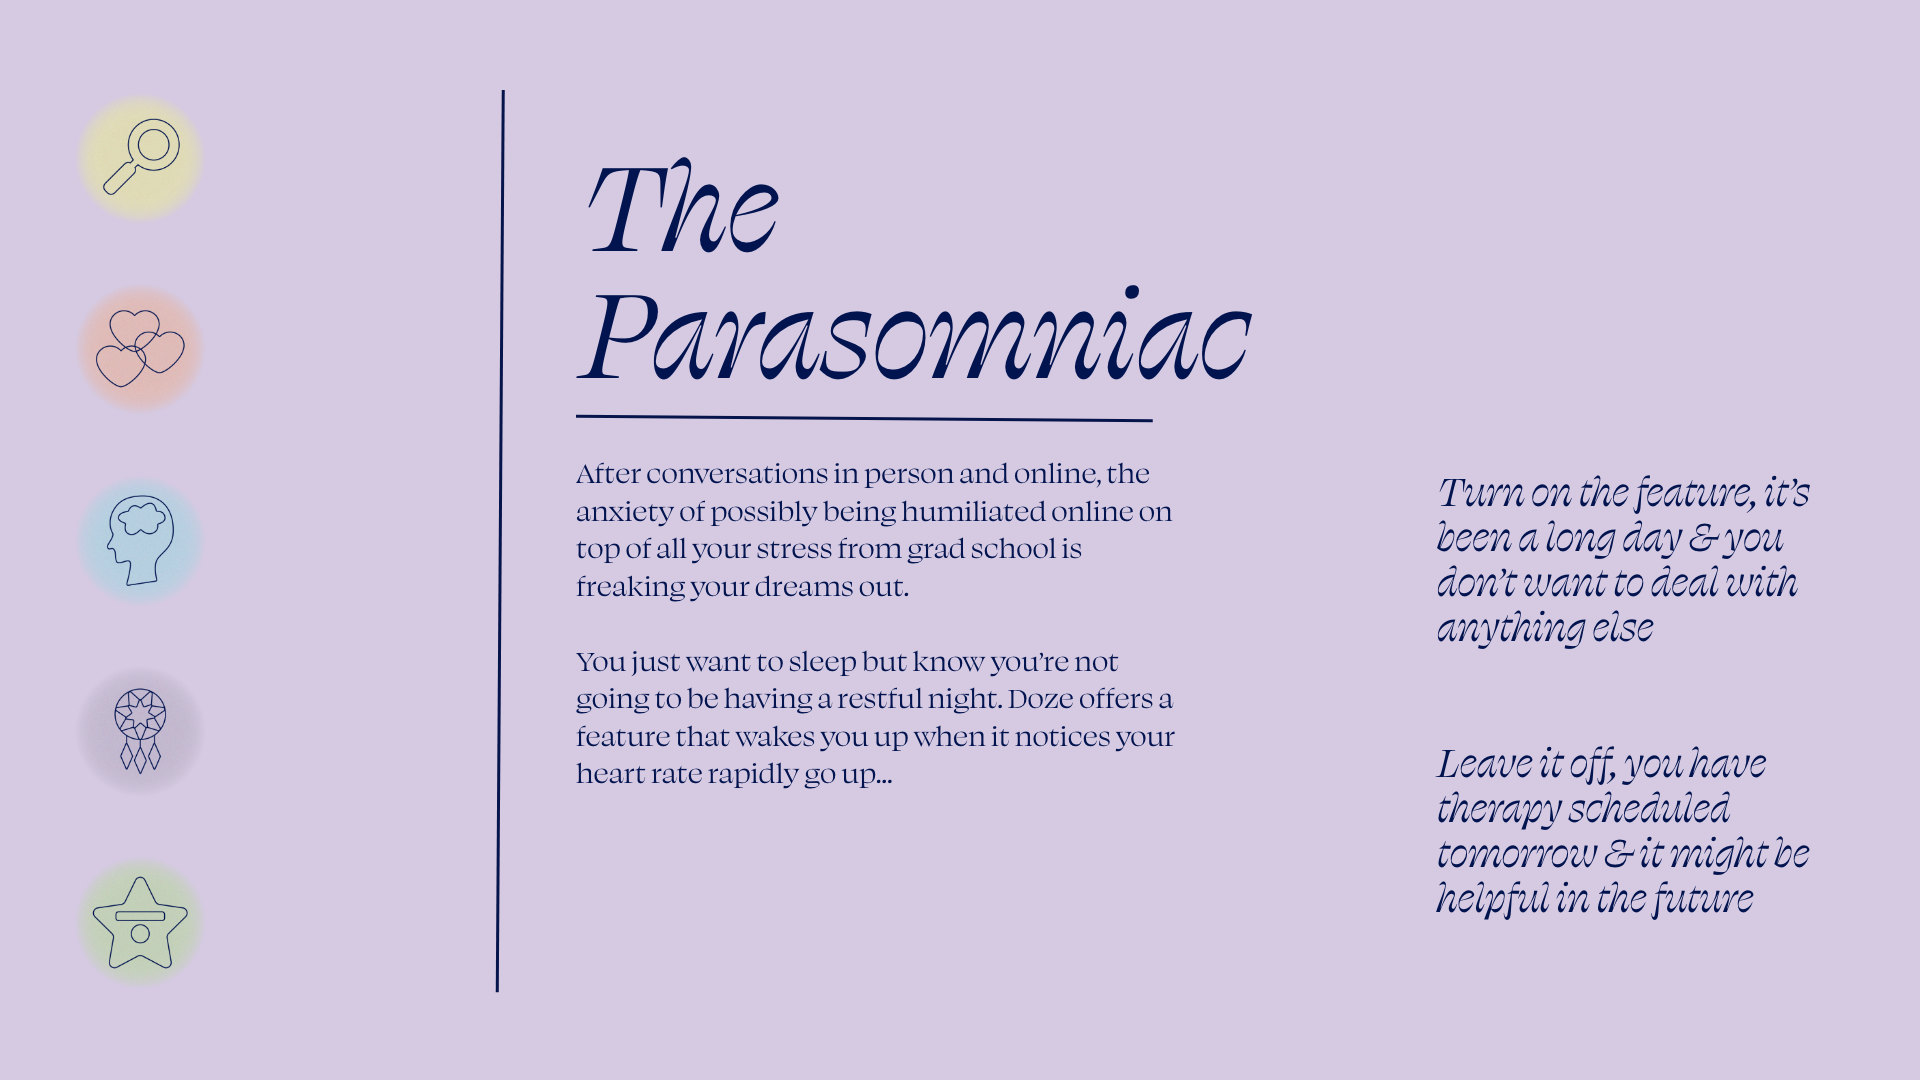 The
Parasomniac
After conversations in person and online, the
anxiety of possibly being humiliated online on
top of all your stress from grad school is
freaking your dreams out.
You just want to sleep but know you’re not
going to be having a restful night. Doze offers a
feature that wakes you up when it notices your
heart rate rapidly go up...
Turn on the feature, it’s
been a long day & you
don’t want to deal with
anything else
Leave it off, you have
therapy scheduled
tomorrow & it might be
helpful in the future